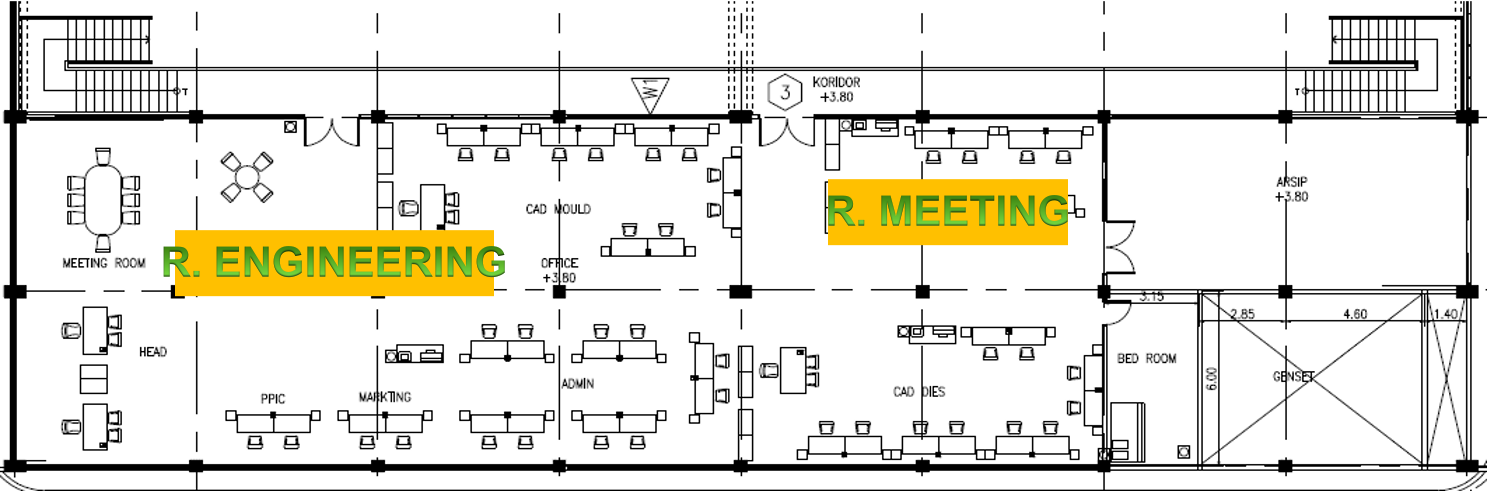 W1
3
KORIDOR
+3.80
T
T
ARSIP
+3.80
CAD MOULD
R. MEETING
R. ENGINEERING
MEETING ROOM
OFFICE
+3.80
3.15
2.85
4.60
1.40
HEAD
BED ROOM
GENSET
6.00
ADMIN
CAD DIES
PPIC
MARKTING